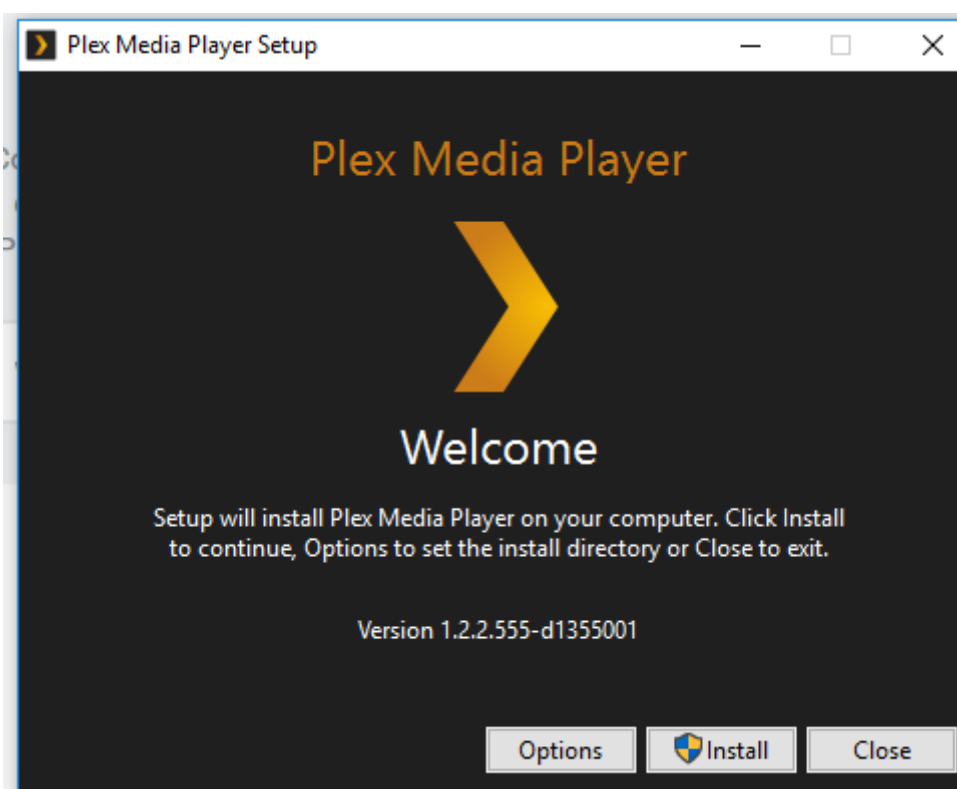 Plex Media Player Setup
Plex Media Player
Welcome
Setup will install Plex Media Player on your computer. Click Install
to continue, Options to set the install directory or Close to exit.
Version 1.2.2.555-d1355001
Options Install Close